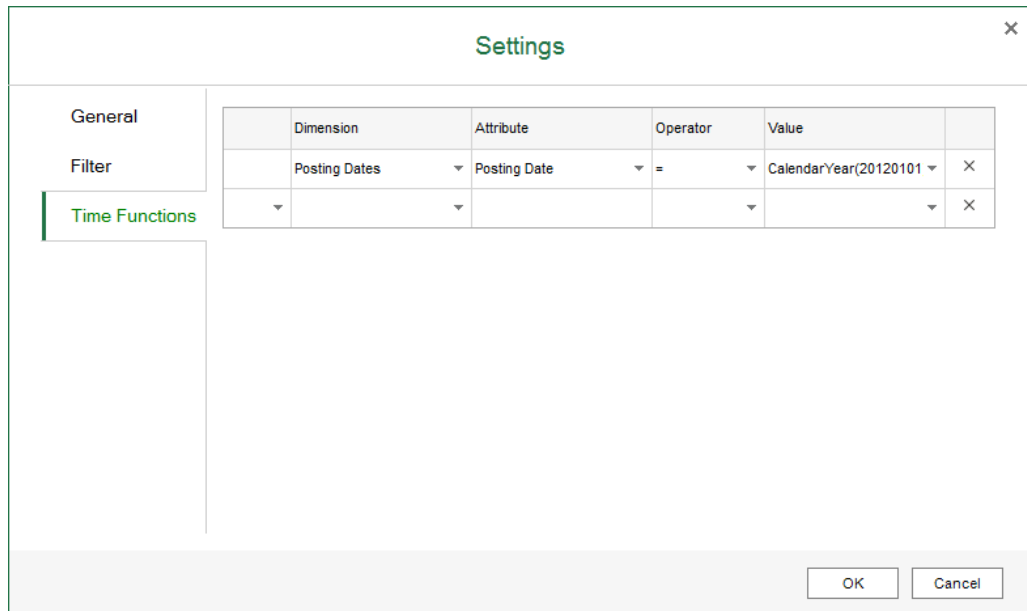 Settings
General
Filter
Time Functions
Dimension Attribute Operator Value
Posting Dates Posting Date = CalendarYear(20120101
OK Cancel